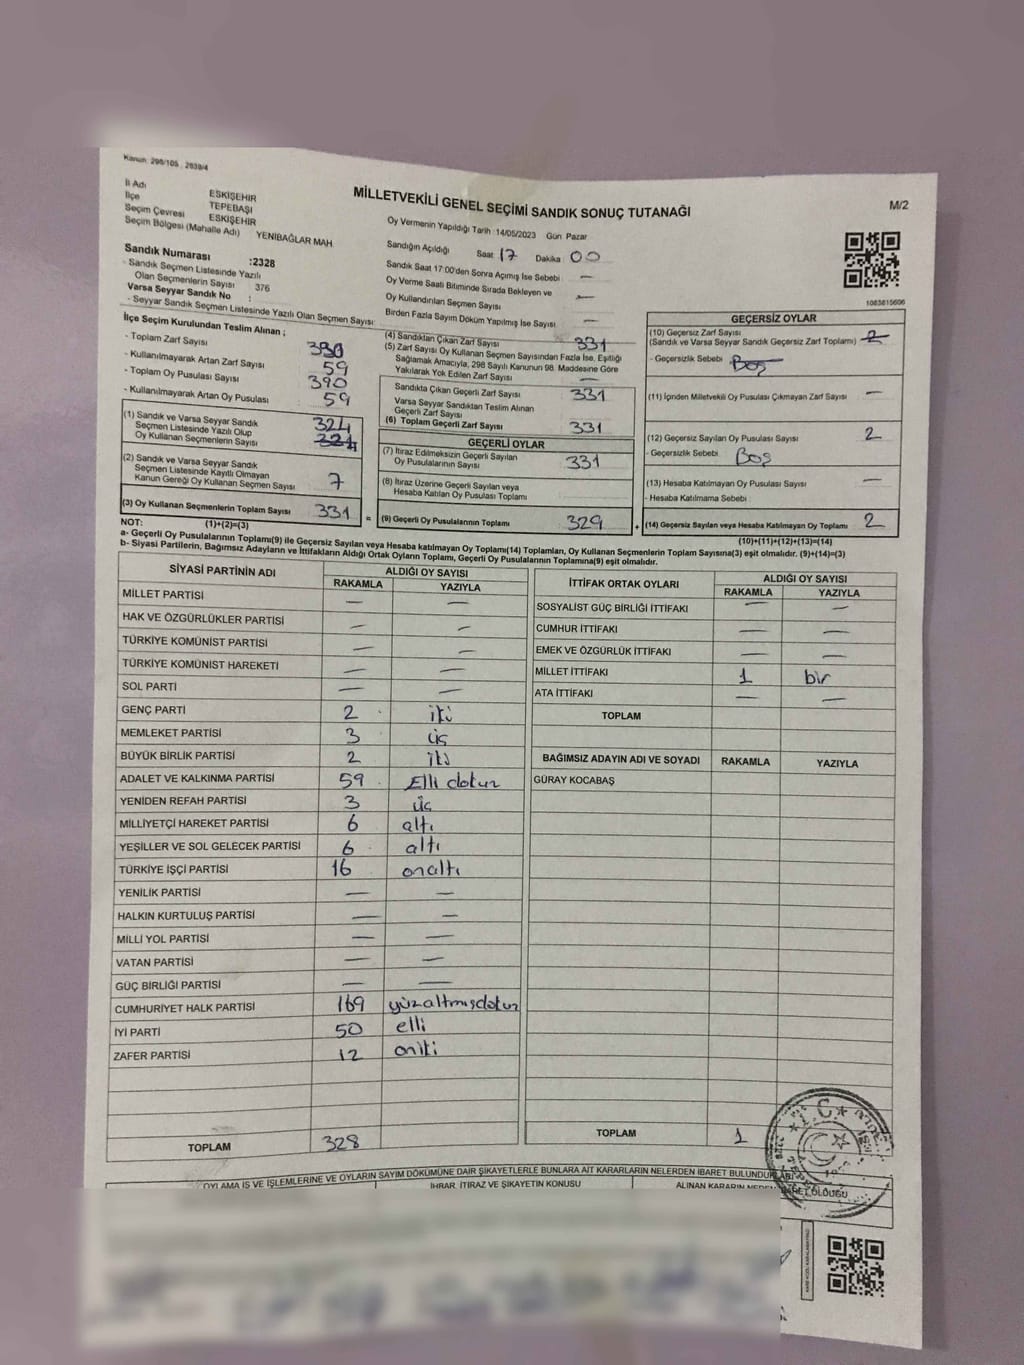 Kanun: 298/105 , 2839/4
MİLLETVEKİLİ GENEL SEÇİMİ SANDIK SONUÇ TUTANAĞI
M/2
İl Adı ESKİŞEHİR
İlçe TEPEBAŞI
Seçim Çevresi ESKİŞEHİR
Seçim Bölgesi (Mahalle Adı) YENİBAĞLAR MAH
Sandık Numarası :2328
- Sandık Seçmen Listesinde Yazılı
Olan Seçmenlerin Sayısı 376
Varsa Seyyar Sandık No :
- Seyyar Sandık Seçmen Listesinde Yazılı Olan Seçmen Sayısı:
Oy Vermenin Yapıldığı Tarih :14/05/2023 Gün Pazar
Sandığın Açıldığı Saat 17 Dakika 00
Sandık Saat 17:00'den Sonra Açımış İse Sebebi : —
Oy Verme Saati Bitiminde Sırada Bekleyen ve
Oy Kullandırılan Seçmen Sayısı —
Birden Fazla Sayım Döküm Yapılmış İse Sayısı : —
1083815606
İlçe Seçim Kurulundan Teslim Alınan ;
- Toplam Zarf Sayısı 390
- Kullanılmayarak Artan Zarf Sayısı 59
- Toplam Oy Pusulası Sayısı 390
- Kullanılmayarak Artan Oy Pusulası 59
(1) Sandık ve Varsa Seyyar Sandık
Seçmen Listesinde Yazılı Olup
Oy Kullanan Seçmenlerin Sayısı 324
(2) Sandık ve Varsa Seyyar Sandık
Seçmen Listesinde Kayıtlı Olmayan
Kanun Gereği Oy Kullanan Seçmen Sayısı 7
(3) Oy Kullanan Seçmenlerin Toplam Sayısı 331
(4) Sandıktan Çıkan Zarf Sayısı 331
(5) Zarf Sayısı Oy Kullanan Seçmen Sayısından Fazla İse, Eşitliği
Sağlamak Amacıyla, 298 Sayılı Kanunun 98. Maddesine Göre
Yakılarak Yok Edilen Zarf Sayısı —
Sandıkta Çıkan Geçerli Zarf Sayısı 331
Varsa Seyyar Sandıktan Teslim Alınan
Geçerli Zarf Sayısı
(6) Toplam Geçerli Zarf Sayısı 331
GEÇERLİ OYLAR
(7) İtiraz Edilmeksizin Geçerli Sayılan
Oy Pusulalarının Sayısı 331
(8) İtiraz Üzerine Geçerli Sayılan veya
Hesaba Katılan Oy Pusulası Toplamı
= (9) Geçerli Oy Pusulalarının Toplamı 329
GEÇERSİZ OYLAR
(10) Geçersiz Zarf Sayısı
(Sandık ve Varsa Seyyar Sandık Geçersiz Zarf Toplamı) 2
- Geçersizlik Sebebi : Boş
(11) İçinden Milletvekili Oy Pusulası Çıkmayan Zarf Sayısı —
(12) Geçersiz Sayılan Oy Pusulası Sayısı 2
- Geçersizlik Sebebi : Boş
(13) Hesaba Katılmayan Oy Pusulası Sayısı —
- Hesaba Katılmama Sebebi :
+ (14) Geçersiz Sayılan veya Hesaba Katılmayan Oy Toplamı 2
NOT: (1)+(2)=(3)
(10)+(11)+(12)+(13)=(14)
a- Geçerli Oy Pusulalarının Toplamı(9) ile Geçersiz Sayılan veya Hesaba katılmayan Oy Toplamı(14) Toplamları, Oy Kullanan Seçmenlerin Toplam Sayısına(3) eşit olmalıdır. (9)+(14)=(3)
b- Siyasi Partilerin, Bağımsız Adayların ve İttifakların Aldığı Ortak Oyların Toplamı, Geçerli Oy Pusulalarının Toplamına(9) eşit olmalıdır.
SİYASİ PARTİNİN ADI ALDIĞI OY SAYISI
RAKAMLA YAZIYLA
MİLLET PARTİSİ — —
HAK VE ÖZGÜRLÜKLER PARTİSİ — —
TÜRKİYE KOMÜNİST PARTİSİ — —
TÜRKİYE KOMÜNİST HAREKETİ — —
SOL PARTİ — —
GENÇ PARTİ 2 iki
MEMLEKET PARTİSİ 3 üç
BÜYÜK BİRLİK PARTİSİ 2 iki
ADALET VE KALKINMA PARTİSİ 59 Elli dokuz
YENİDEN REFAH PARTİSİ 3 üç
MİLLİYETÇİ HAREKET PARTİSİ 6 altı
YEŞİLLER VE SOL GELECEK PARTİSİ 6 altı
TÜRKİYE İŞÇİ PARTİSİ 16 onaltı
YENİLİK PARTİSİ — —
HALKIN KURTULUŞ PARTİSİ — —
MİLLİ YOL PARTİSİ — —
VATAN PARTİSİ — —
GÜÇ BİRLİĞİ PARTİSİ — —
CUMHURİYET HALK PARTİSİ 169 yüzaltmışdokuz
İYİ PARTİ 50 elli
ZAFER PARTİSİ 12 oniki
TOPLAM 328
İTTİFAK ORTAK OYLARI ALDIĞI OY SAYISI
RAKAMLA YAZIYLA
SOSYALİST GÜÇ BİRLİĞİ İTTİFAKI — —
CUMHUR İTTİFAKI — —
EMEK VE ÖZGÜRLÜK İTTİFAKI — —
MİLLET İTTİFAKI 1 bir
ATA İTTİFAKI — —
TOPLAM
BAĞIMSIZ ADAYIN ADI VE SOYADI RAKAMLA YAZIYLA
GÜRAY KOCABAŞ
TOPLAM 1
T.C.
OYLAMA İŞ VE İŞLEMLERİNE VE OYLARIN SAYIM DÖKÜMÜNE DAİR ŞİKAYETLERLE BUNLARA AİT KARARLARIN NELERDEN İBARET BULUNDUKLARI
İHBAR, İTİRAZ VE ŞİKAYETİN KONUSU
ALINAN KARARIN NEDEN İBARET OLDUĞU